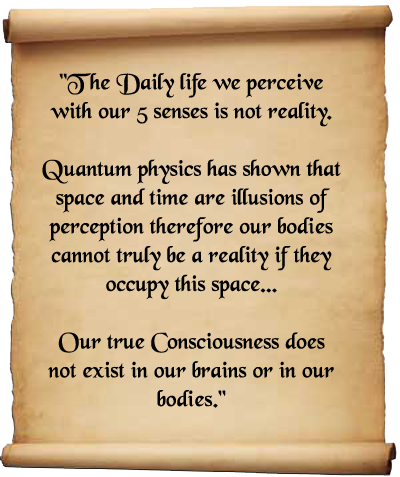 "The Daily life we perceive
with our 5 senses is not reality.
Quantum physics has shown that
space and time are illusions of
perception therefore our bodies
cannot truly be a reality if they
occupy this space...
Our true Consciousness does
not exist in our brains or in our
bodies."